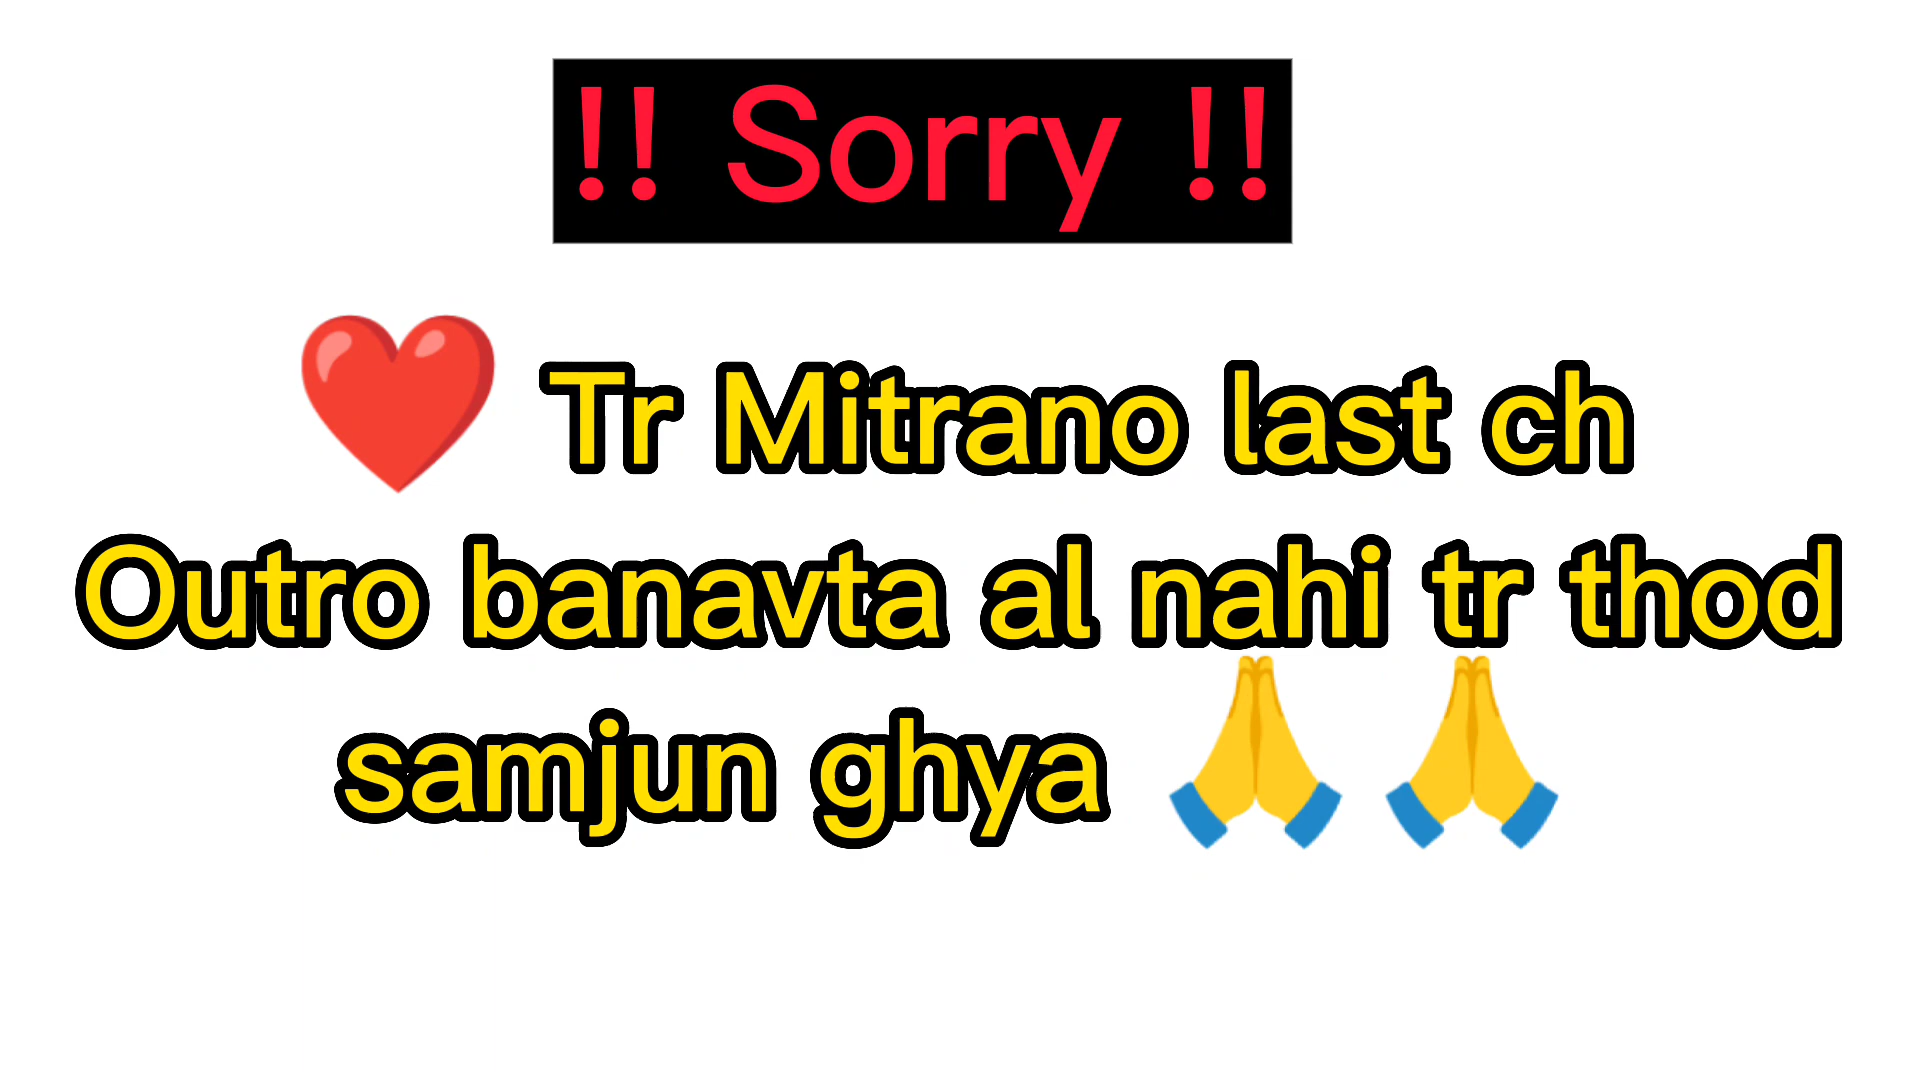 !! Sorry !!
❤️ Tr Mitrano last ch
Outro banavta al nahi tr thod
samjun ghya 🙏 🙏